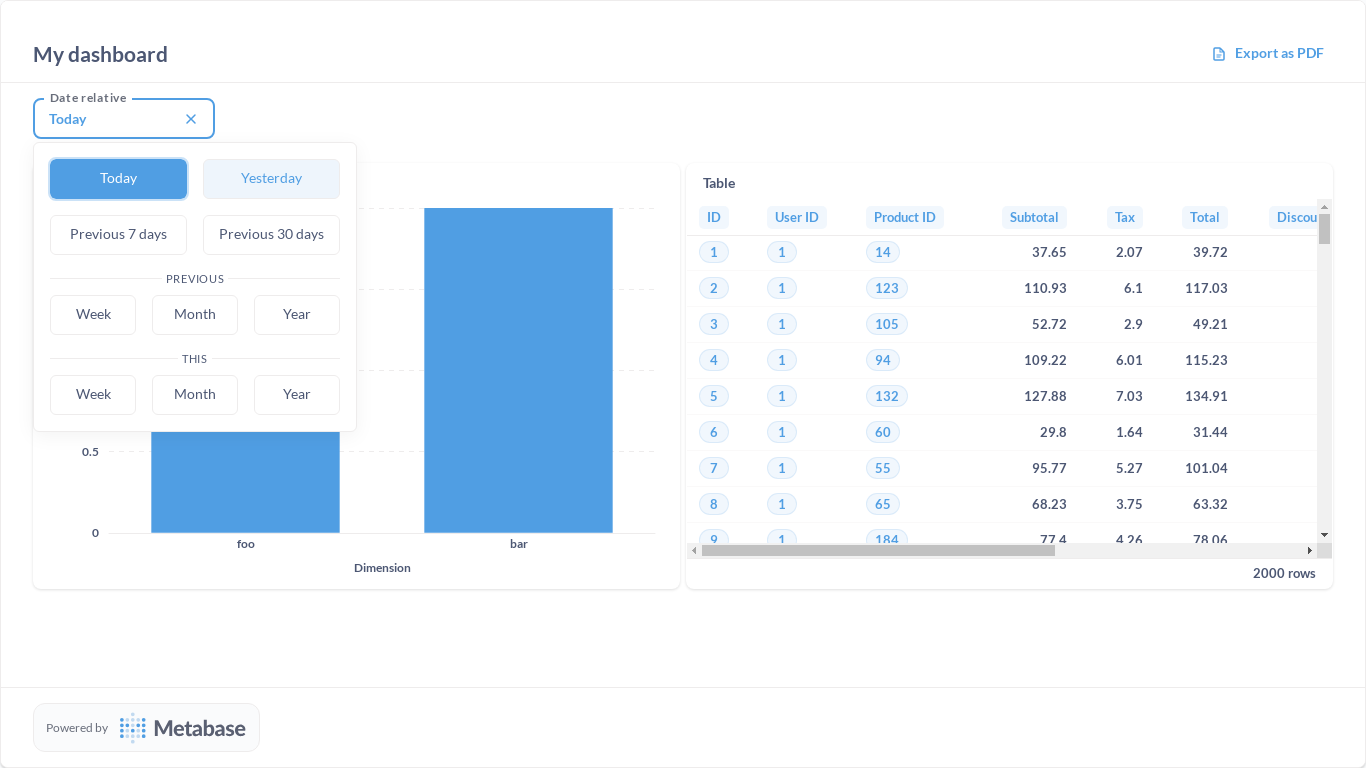 My dashboard
Export as PDF
Date relative
Today
Today Yesterday
Previous 7 days Previous 30 days
PREVIOUS
Week Month Year
THIS
Week Month Year
0.5
0
foo bar
Dimension
Table
ID User ID Product ID Subtotal Tax Total Discou
1 1 14 37.65 2.07 39.72
2 1 123 110.93 6.1 117.03
3 1 105 52.72 2.9 49.21
4 1 94 109.22 6.01 115.23
5 1 132 127.88 7.03 134.91
6 1 60 29.8 1.64 31.44
7 1 55 95.77 5.27 101.04
8 1 65 68.23 3.75 63.32
9 1 184 77.4 4.26 78.06
2000 rows
Powered by Metabase